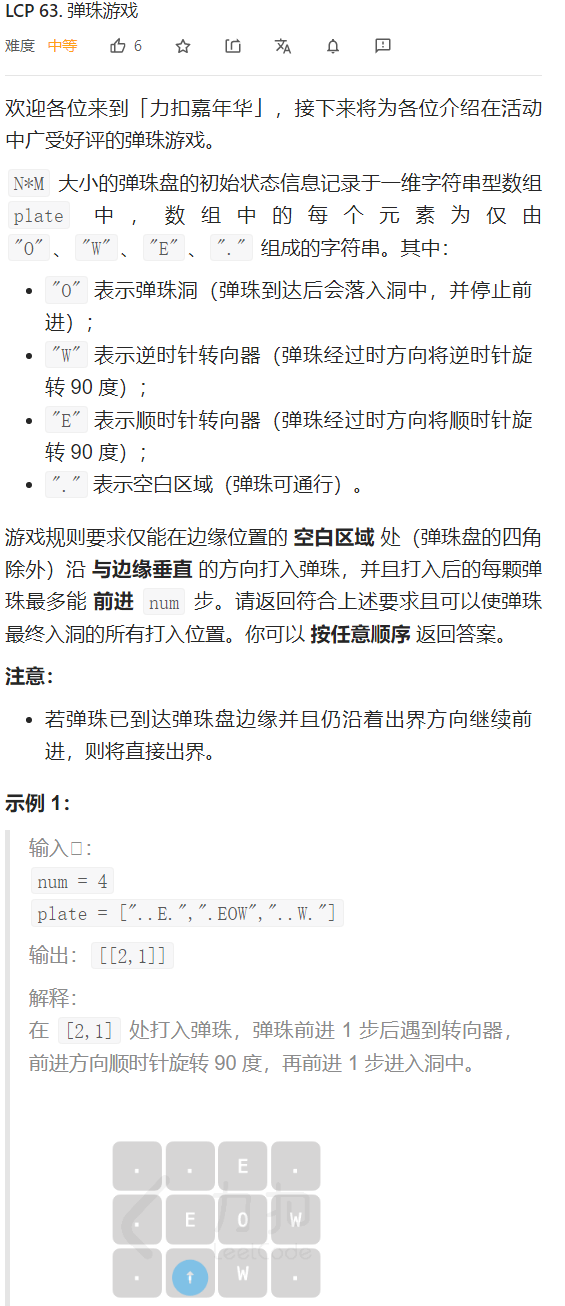 LCP 63. 弹珠游戏
难度 中等 6
欢迎各位来到「力扣嘉年华」，接下来将为各位介绍在活动
中广受好评的弹珠游戏。
N*M 大小的弹珠盘的初始状态信息记录于一维字符串型数组
plate 中，数组中的每个元素为仅由
"O"、"W"、"E"、"." 组成的字符串。其中：
• "O" 表示弹珠洞（弹珠到达后会落入洞中，并停止前
进）；
• "W" 表示逆时针转向器（弹珠经过时方向将逆时针旋
转 90 度）；
• "E" 表示顺时针转向器（弹珠经过时方向将顺时针旋
转 90 度）；
• "." 表示空白区域（弹珠可通行）。
游戏规则要求仅能在边缘位置的 空白区域 处（弹珠盘的四角
除外）沿 与边缘垂直 的方向打入弹珠，并且打入后的每颗弹
珠最多能 前进 num 步。请返回符合上述要求且可以使弹珠
最终入洞的所有打入位置。你可以 按任意顺序 返回答案。
注意：
• 若弹珠已到达弹珠盘边缘并且仍沿着出界方向继续前
进，则将直接出界。
示例 1：
输入：
num = 4
plate = ["..E.",".EOW","..W."]
输出：[[2,1]]
解释：
在 [2,1] 处打入弹珠，弹珠前进 1 步后遇到转向器，
前进方向顺时针旋转 90 度，再前进 1 步进入洞中。
. . E .
. E O W
. ↑ W .
力扣
LeetCode